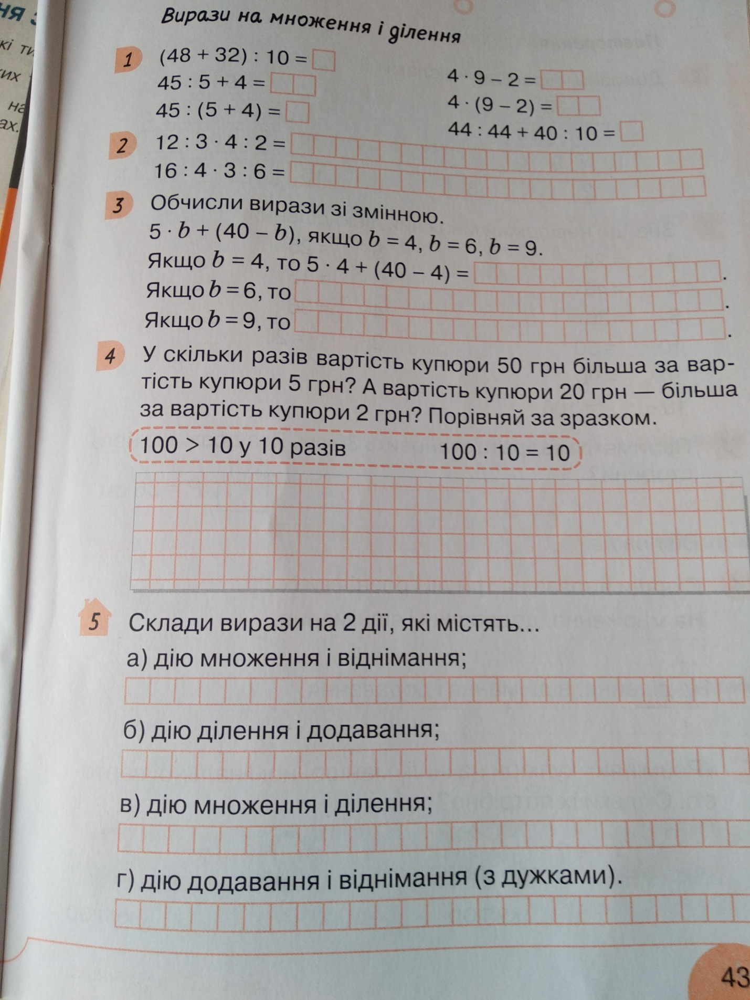 ня
кі ти
ких
на
ах.
Вирази на множення і ділення
1
(48 + 32) : 10 =
45 : 5 + 4 =
45 : (5 + 4) =
4 · 9 – 2 =
4 · (9 – 2) =
44 : 44 + 40 : 10 =
2
12 : 3 · 4 : 2 =
16 : 4 · 3 : 6 =
3
Обчисли вирази зі змінною.
5 · b + (40 – b), якщо b = 4, b = 6, b = 9.
Якщо b = 4, то 5 · 4 + (40 – 4) = .
Якщо b = 6, то .
Якщо b = 9, то .
4
У скільки разів вартість купюри 50 грн більша за вар-
тість купюри 5 грн? А вартість купюри 20 грн — більша
за вартість купюри 2 грн? Порівняй за зразком.
100 > 10 у 10 разів 100 : 10 = 10
5
Склади вирази на 2 дії, які містять...
а) дію множення і віднімання;
б) дію ділення і додавання;
в) дію множення і ділення;
г) дію додавання і віднімання (з дужками).
43